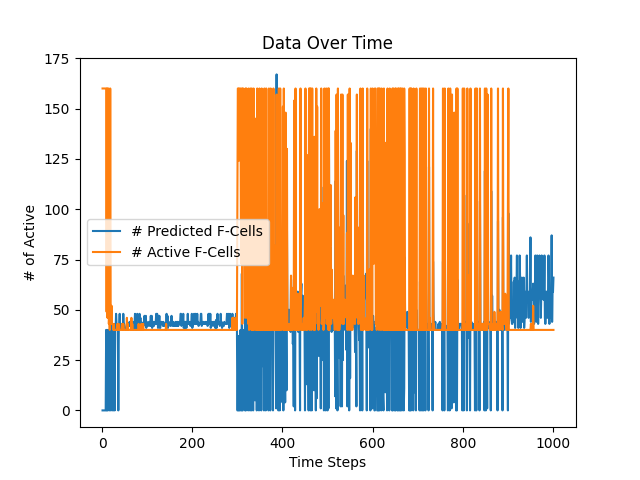 Data Over Time
# of Active
175
150
125
100
75
50
25
0
# Predicted F-Cells
# Active F-Cells
0
200
400
600
800
1000
Time Steps